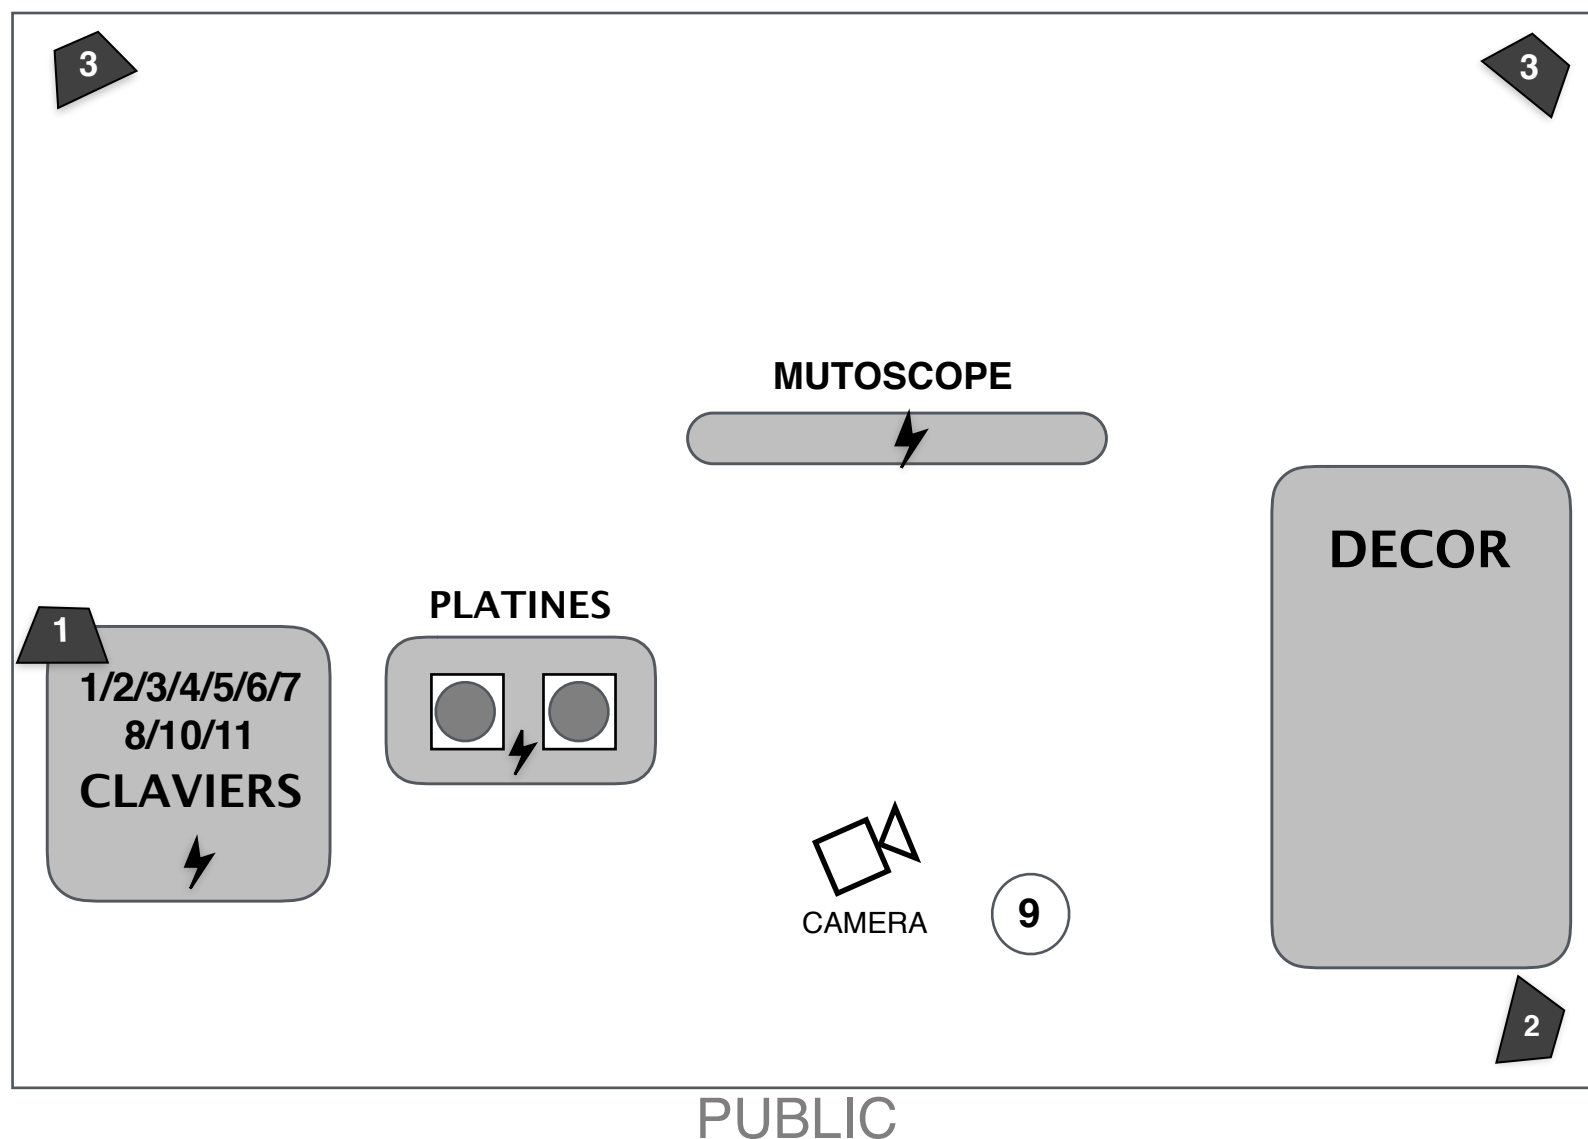 3
3
MUTOSCOPE
DECOR
PLATINES
1
1/2/3/4/5/6/7
8/10/11
CLAVIERS
CAMERA
9
2
PUBLIC